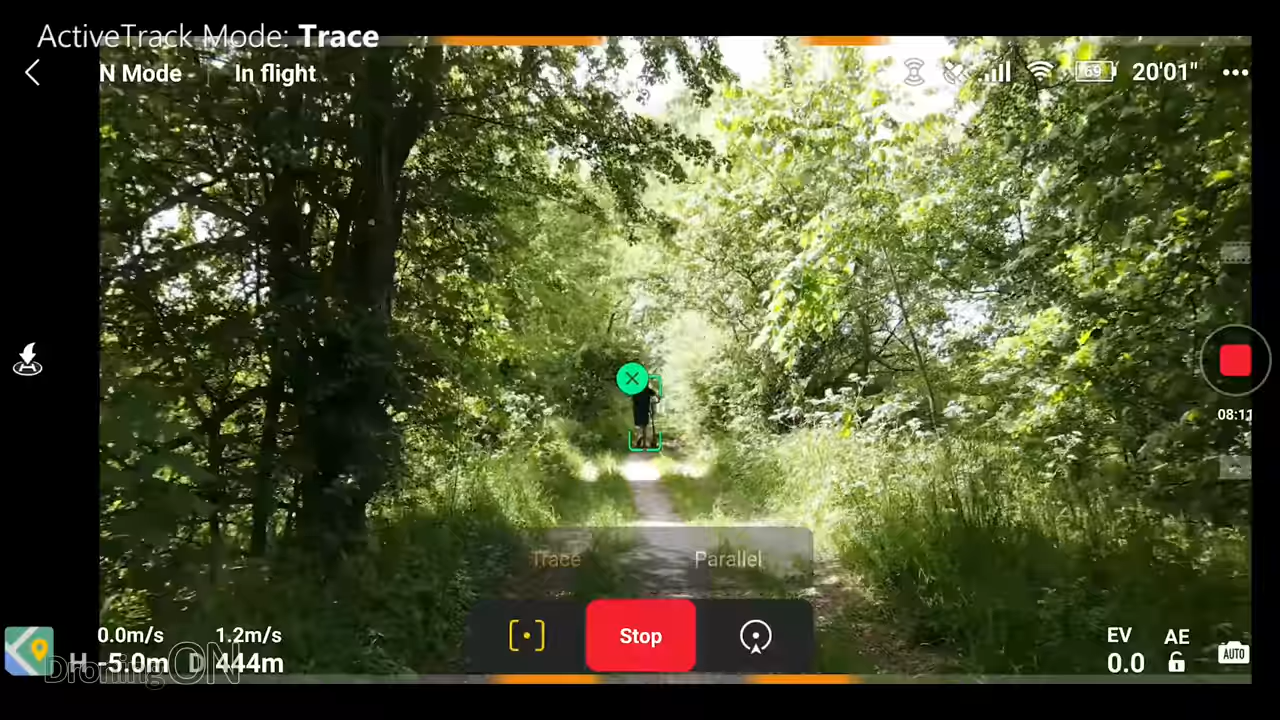 ActiveTrack Mode: Trace
N Mode In flight 69 20'01"
08:11
Trace Parallel
Stop
0.0m/s 1.2m/s
H -5.0m D 444m
DroningON
EV AE
0.0 AUTO